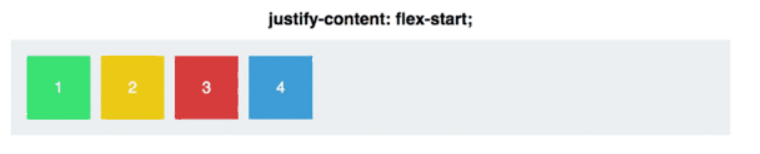 justify-content: flex-start;
1 2 3 4